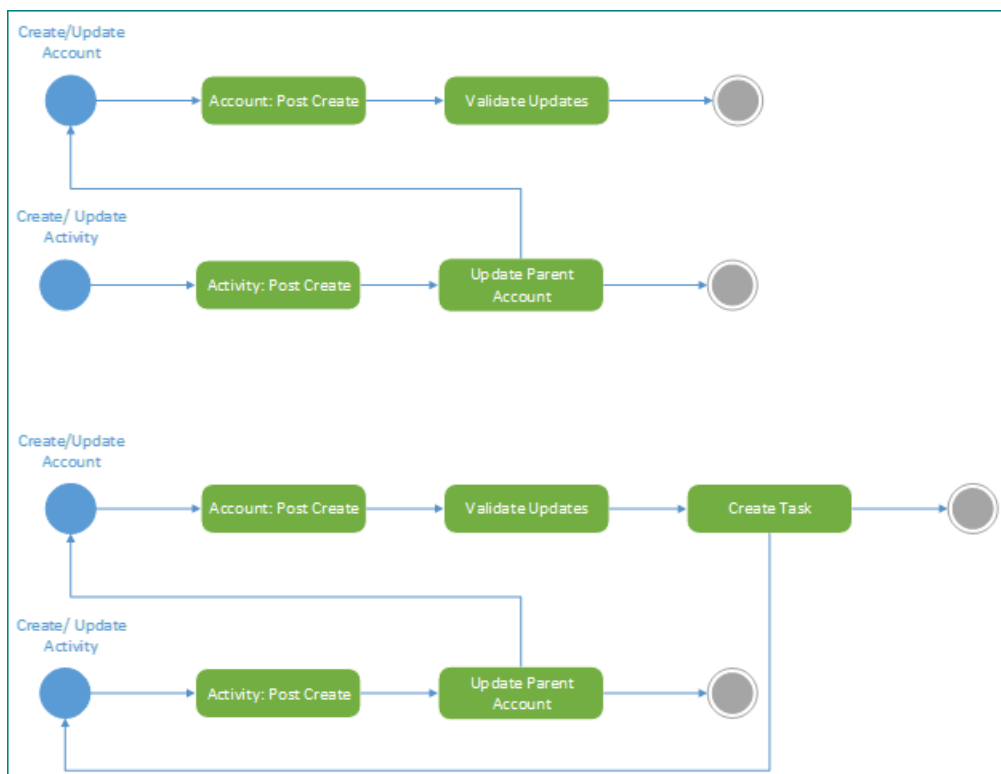 Create/Update
Account
Account: Post Create
Validate Updates
Create/ Update
Activity
Activity: Post Create
Update Parent
Account
Create/Update
Account
Account: Post Create
Validate Updates
Create Task
Create/ Update
Activity
Activity: Post Create
Update Parent
Account